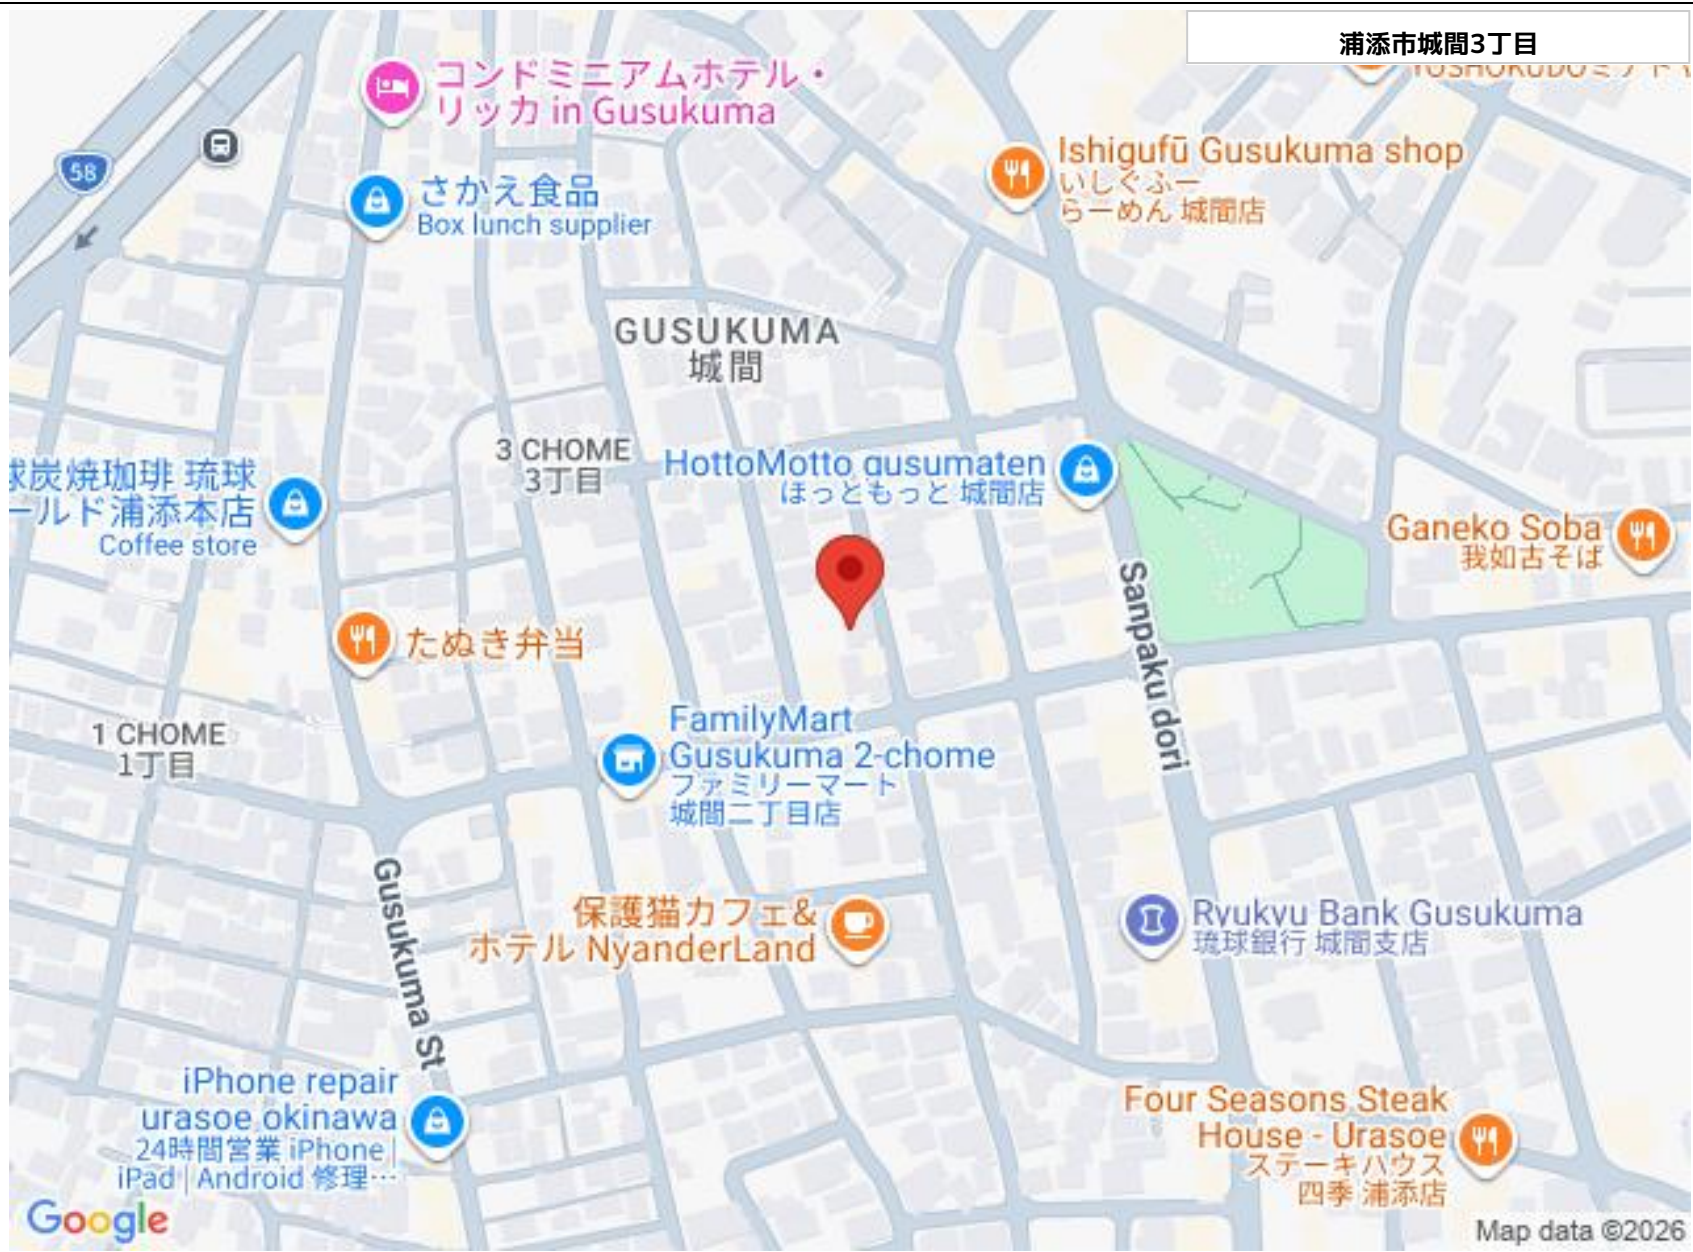 浦添市城間3丁目
コンドミニアムホテル・
リッカ in Gusukuma
58
さかえ食品
Box lunch supplier
Ishigufū Gusukuma shop
いしぐふー
らーめん 城間店
GUSUKUMA
城間
3 CHOME
3丁目
HottoMotto gusumaten
ほっともっと 城間店
球炭焼珈琲 琉球
ールド浦添本店
Coffee store
Ganeko Soba
我如古そば
たぬき弁当
Sanpaku dori
1 CHOME
1丁目
FamilyMart
Gusukuma 2-chome
ファミリーマート
城間二丁目店
Gusukuma St
保護猫カフェ&
ホテル NyanderLand
Ryukyu Bank Gusukuma
琉球銀行 城間支店
iPhone repair
urasoe okinawa
24時間営業 iPhone |
iPad | Android 修理…
Four Seasons Steak
House - Urasoe
ステーキハウス
四季 浦添店
Google
Map data ©2026